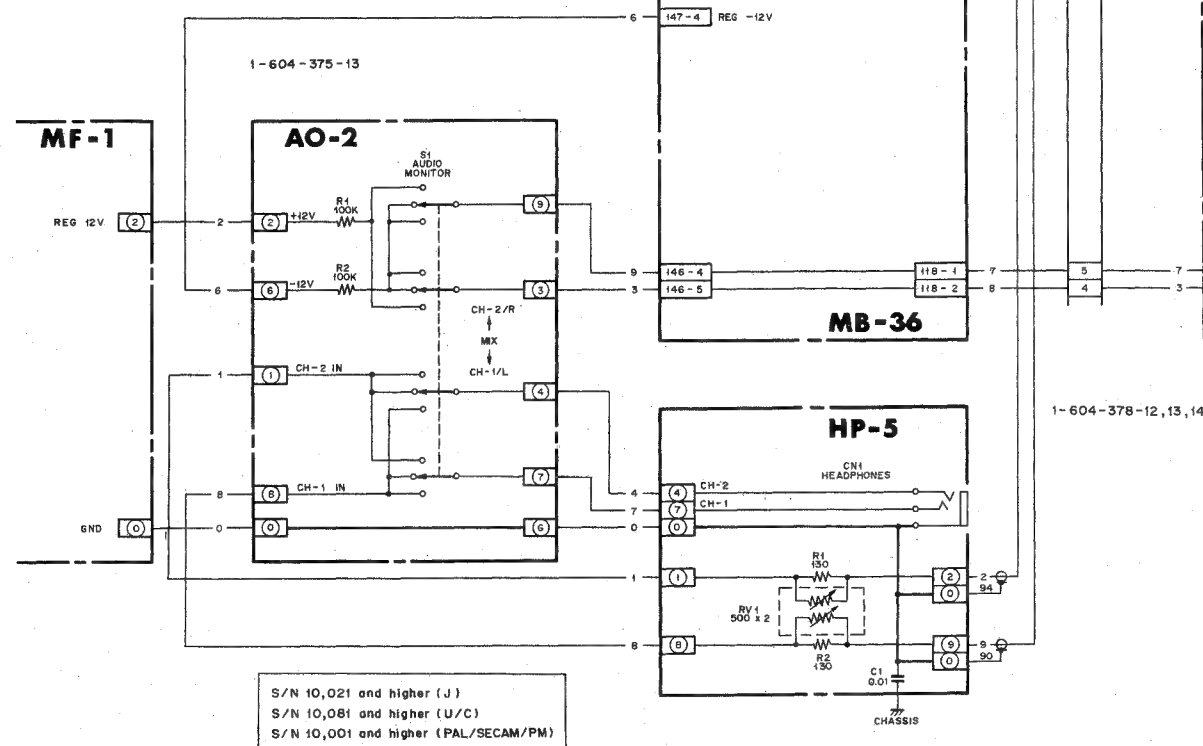 6 147-4 REG -12V
1-604-375-13
MF-1
AO-2
S1
AUDIO
MONITOR
REG 12V 2 2 2 +12V
R1
100K
9
6 6 -12V
R2
100K
3
CH-2/R
MIX
CH-1/L
9 146-4 118-1 7 5 7
3 146-5 118-2 8 4 3
MB-36
1 1 CH-2 IN 4
1-604-378-12,13,14
HP-5
CN1
HEADPHONES
7
8 8 CH-1 IN
4 4 CH-2
7 7 CH-1
GND 0 0 0 G 0 0
R1
130
1 1 2 2
0 94
RV1
500 x 2
8 8 9 9
R2
130
0 90
C1
0.01
CHASSIS
S/N 10,021 and higher (J)
S/N 10,081 and higher (U/C)
S/N 10,001 and higher (PAL/SECAM/PM)